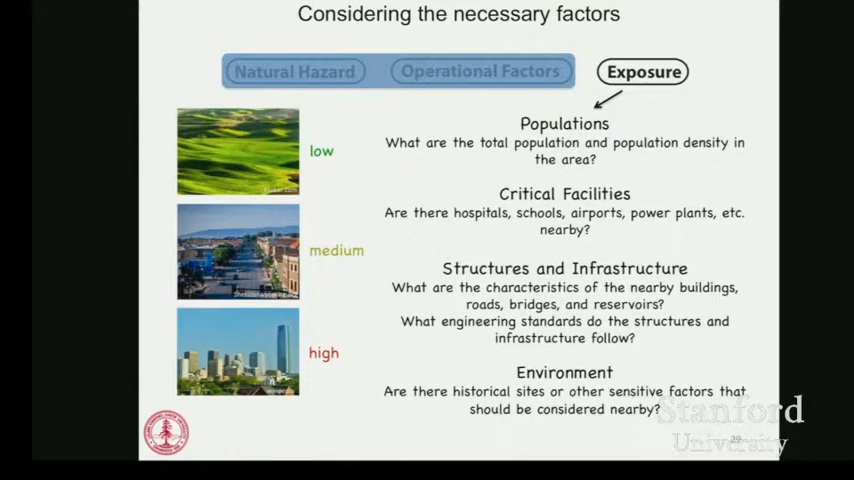 Considering the necessary factors
Natural Hazard
Operational Factors
Exposure
Populations
What are the total population and population density in
the area?
low
Critical Facilities
Are there hospitals, schools, airports, power plants, etc.
nearby?
medium
Structures and Infrastructure
What are the characteristics of the nearby buildings,
roads, bridges, and reservoirs?
What engineering standards do the structures and
infrastructure follow?
high
Environment
Are there historical sites or other sensitive factors that
should be considered nearby?
Stanford
University